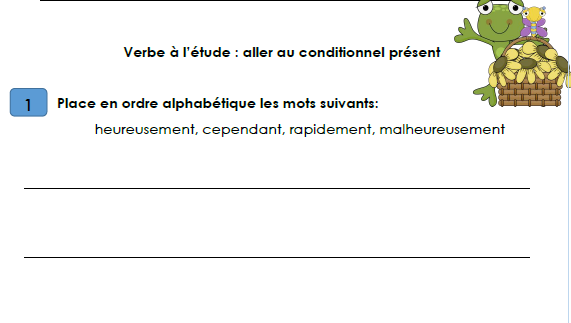 Verbe à l'étude : aller au conditionnel présent
1 Place en ordre alphabétique les mots suivants:
heureusement, cependant, rapidement, malheureusement